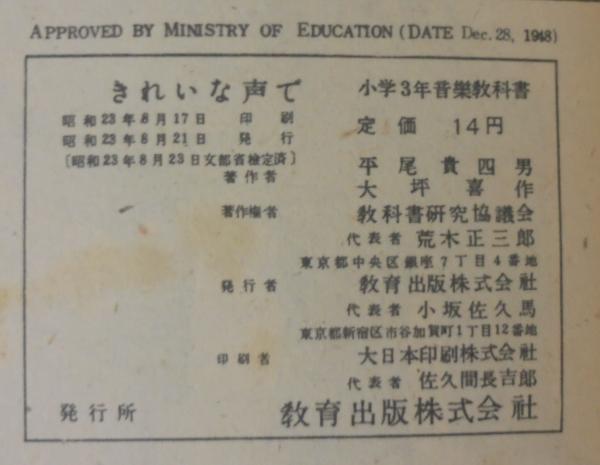 APPROVED BY MINISTRY OF EDUCATION (DATE Dec. 28, 1948)
きれいな声で 小学3年音樂教科書
昭和23年8月17日 印刷
昭和23年8月21日 発行 定価 14円
〔昭和23年8月23日文部省検定済〕
著作者 平尾貴四男
大坪喜作
著作権者 教科書研究協議会
代表者 荒木正三郎
東京都中央区銀座7丁目4番地
発行者 教育出版株式会社
代表者 小坂佐久馬
東京都新宿区市谷加賀町1丁目12番地
印刷者 大日本印刷株式会社
代表者 佐久間長吉郎
発行所 教育出版株式会社